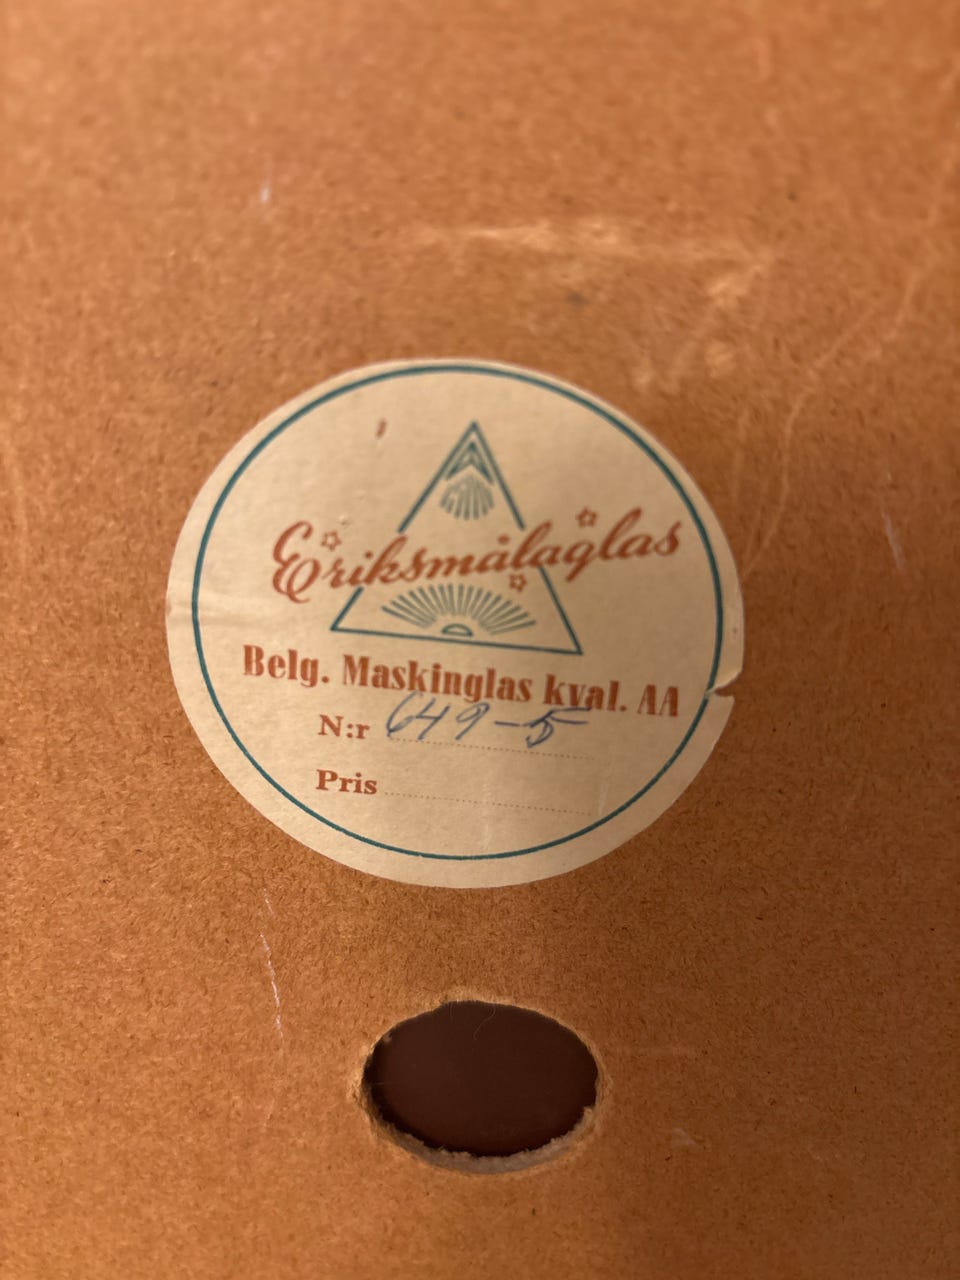 Eriksmålaglas
Belg. Maskinglas kval. AA
N:r 649-5
Pris